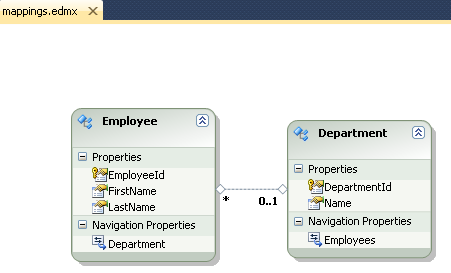 mappings.edmx
Employee
Properties
EmployeeId
FirstName
LastName
Navigation Properties
Department
* 0..1
Department
Properties
DepartmentId
Name
Navigation Properties
Employees